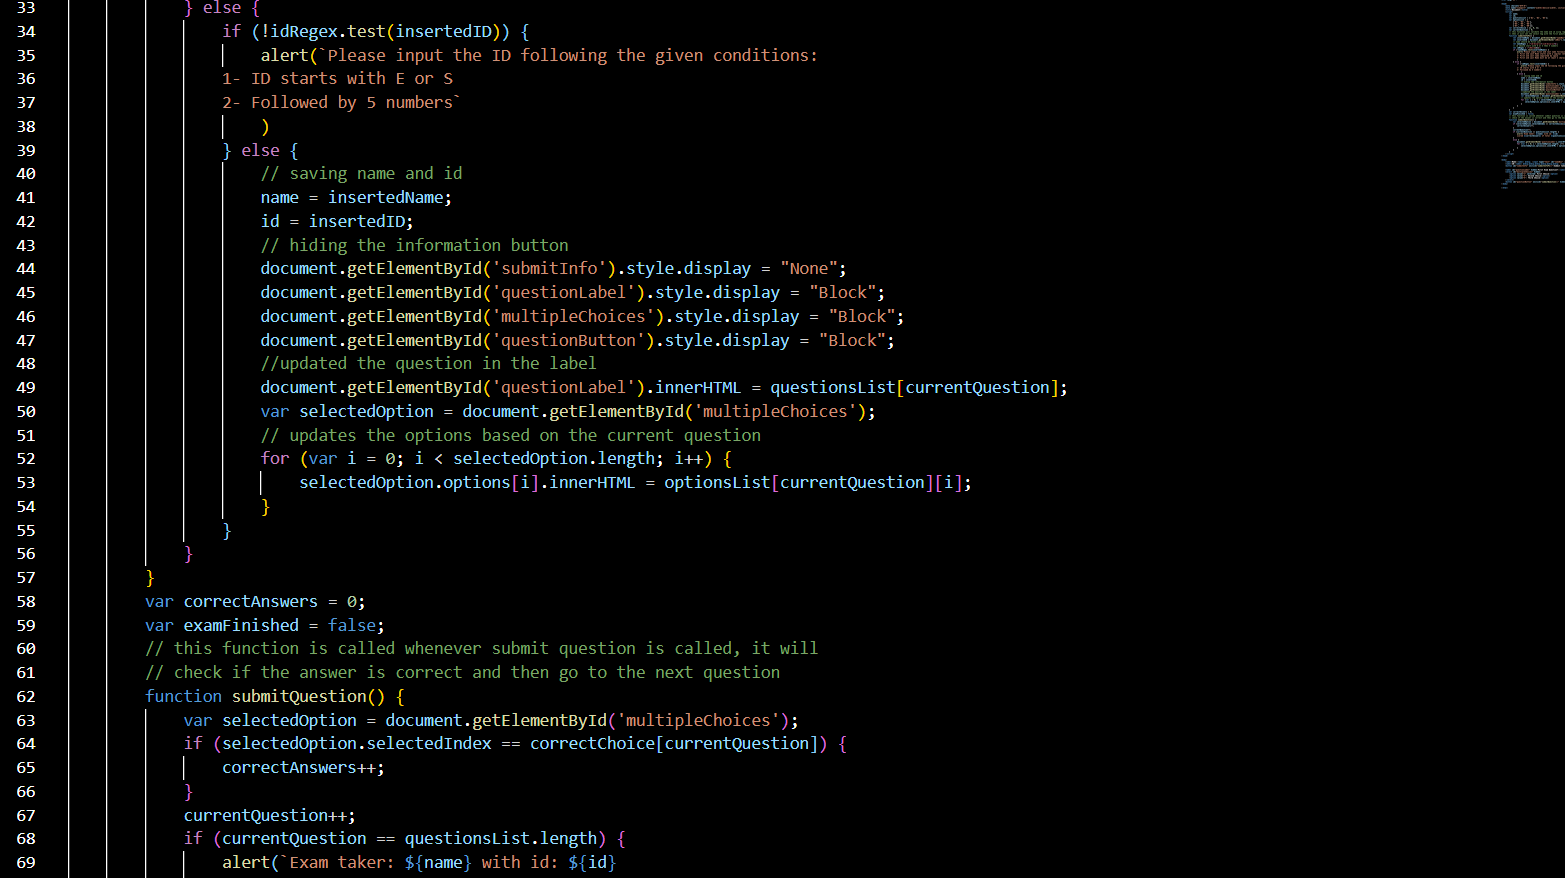 33 } else {
34 if (!idRegex.test(insertedID)) {
35 alert(`Please input the ID following the given conditions:
36 1- ID starts with E or S
37 2- Followed by 5 numbers`
38 )
39 } else {
40 // saving name and id
41 name = insertedName;
42 id = insertedID;
43 // hiding the information button
44 document.getElementById('submitInfo').style.display = "None";
45 document.getElementById('questionLabel').style.display = "Block";
46 document.getElementById('multipleChoices').style.display = "Block";
47 document.getElementById('questionButton').style.display = "Block";
48 //updated the question in the label
49 document.getElementById('questionLabel').innerHTML = questionsList[currentQuestion];
50 var selectedOption = document.getElementById('multipleChoices');
51 // updates the options based on the current question
52 for (var i = 0; i < selectedOption.length; i++) {
53 selectedOption.options[i].innerHTML = optionsList[currentQuestion][i];
54 }
55 }
56 }
57 }
58 var correctAnswers = 0;
59 var examFinished = false;
60 // this function is called whenever submit question is called, it will
61 // check if the answer is correct and then go to the next question
62 function submitQuestion() {
63 var selectedOption = document.getElementById('multipleChoices');
64 if (selectedOption.selectedIndex == correctChoice[currentQuestion]) {
65 correctAnswers++;
66 }
67 currentQuestion++;
68 if (currentQuestion == questionsList.length) {
69 alert(`Exam taker: ${name} with id: ${id}